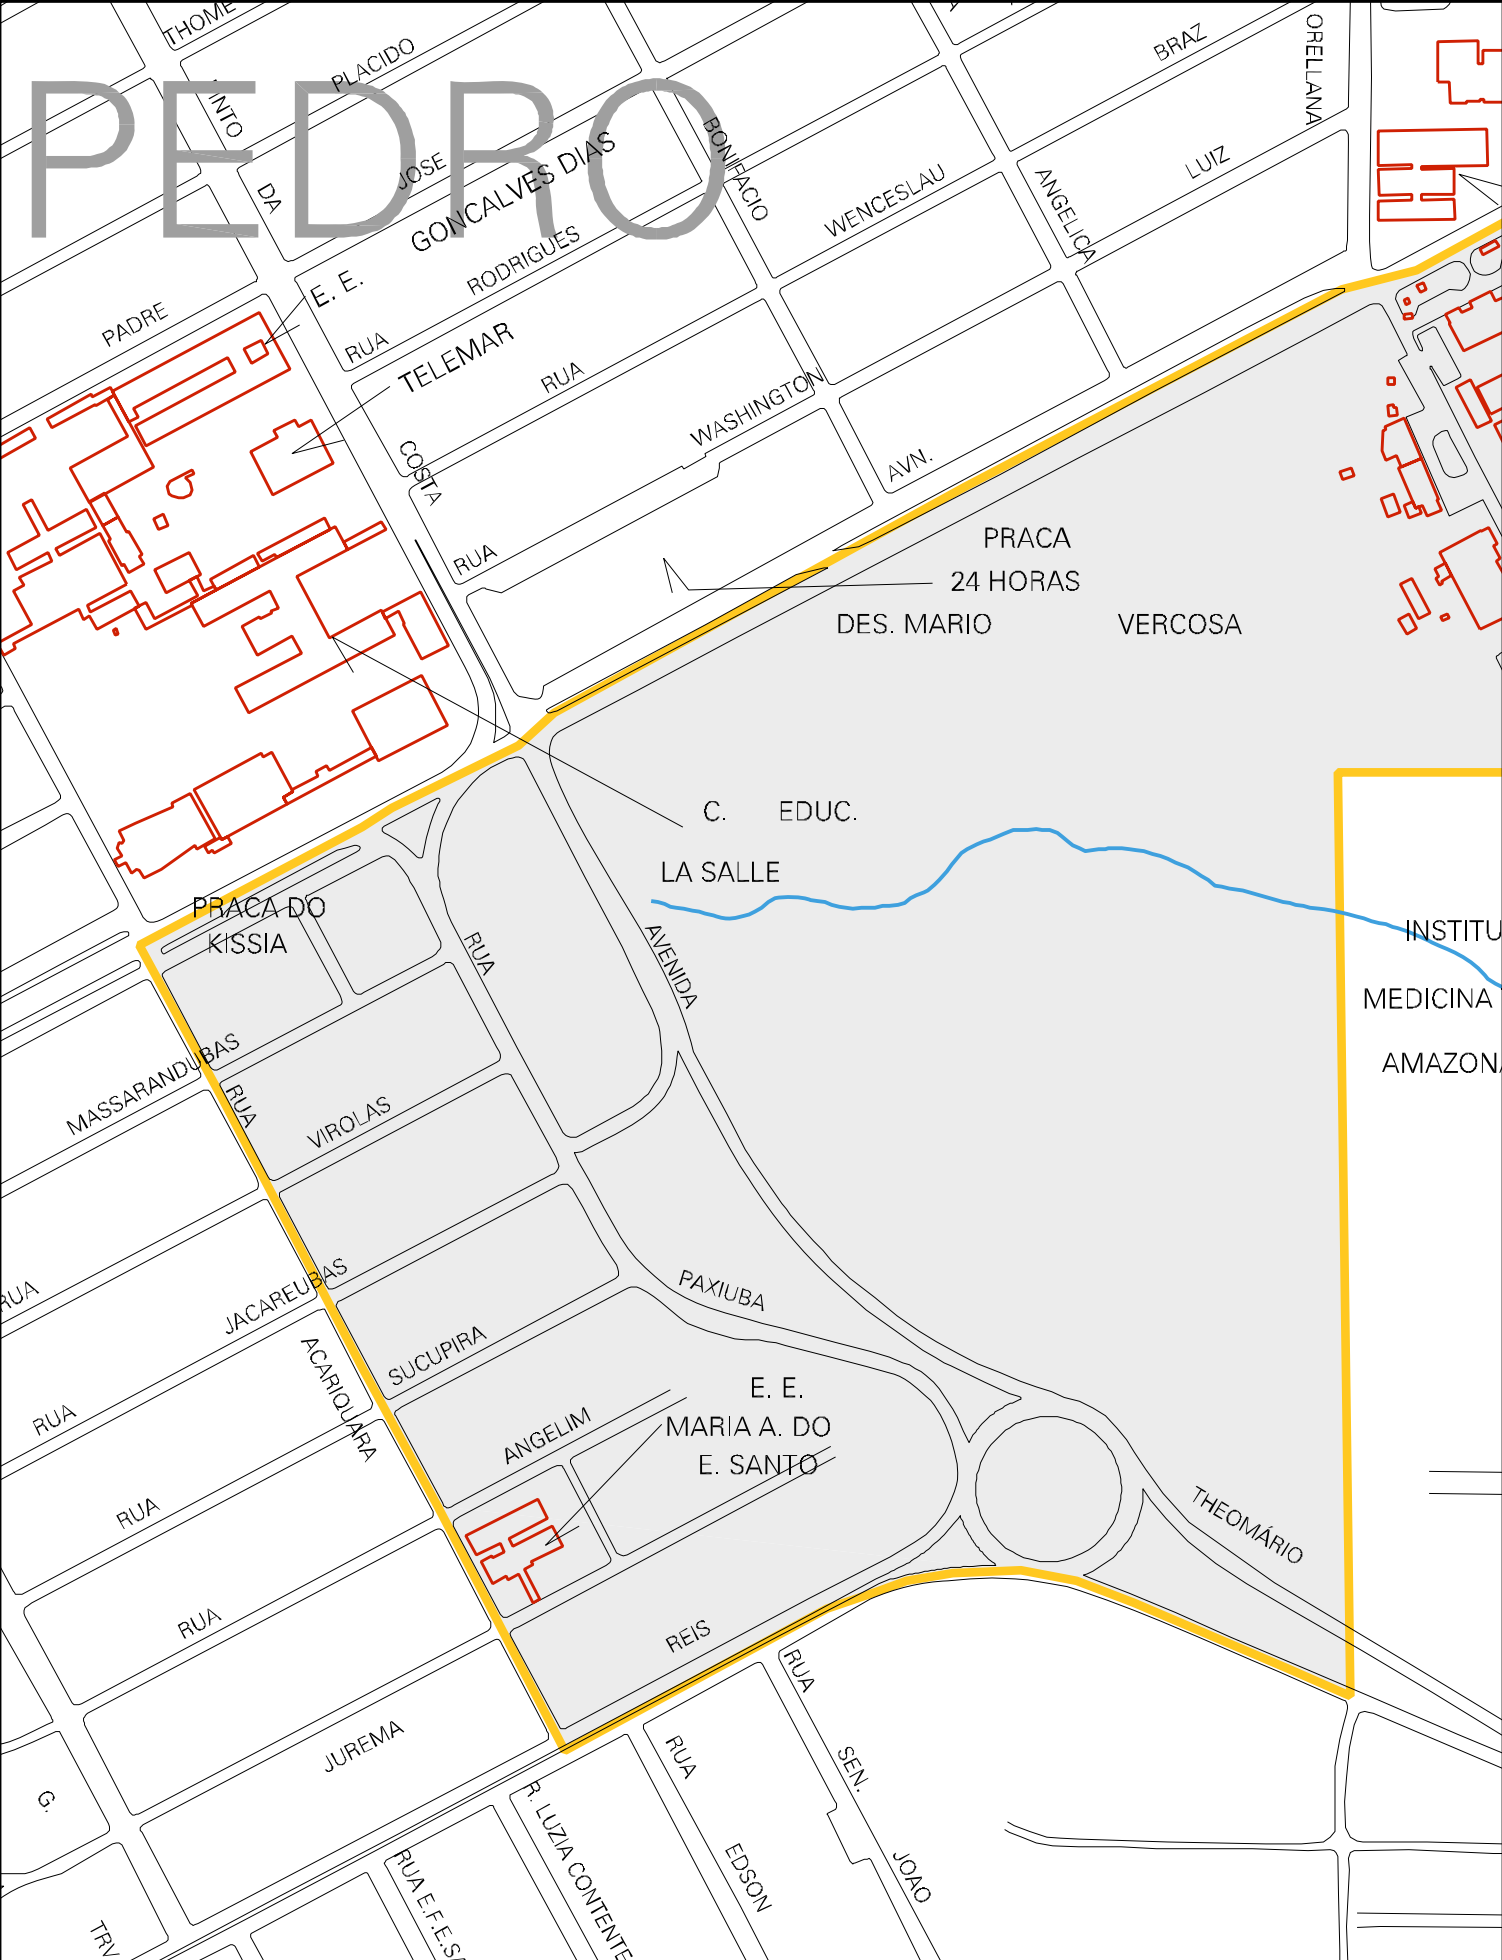 THOME
PLACIDO
BRAZ
ORELLANA
PEDRO
DA
JOSE
GONCALVES DIAS
BONIFACIO
WENCESLAU
ANGELICA
LUIZ
RODRIGUES
E. E.
PADRE
RUA
TELEMAR
RUA
WASHINGTON
COSTA
AVN.
RUA
PRACA
24 HORAS
DES. MARIO VERCOSA
C. EDUC.
LA SALLE
PRACA DO
KISSIA
RUA
AVENIDA
MEDICINA
MASSARANDUBAS
RUA
VIROLAS
RUA
JACAREUBAS
PAXIUBA
SUCUPIRA
ACARIQUARA
RUA
ANGELIM
E. E.
MARIA A. DO
E. SANTO
RUA
THEOMÁRIO
RUA
REIS
RUA
JUREMA
RUA
SEN.
G.
R. LUZIA CONTENTE
EDSON
JOAO
RUA E.F.E.
TRV